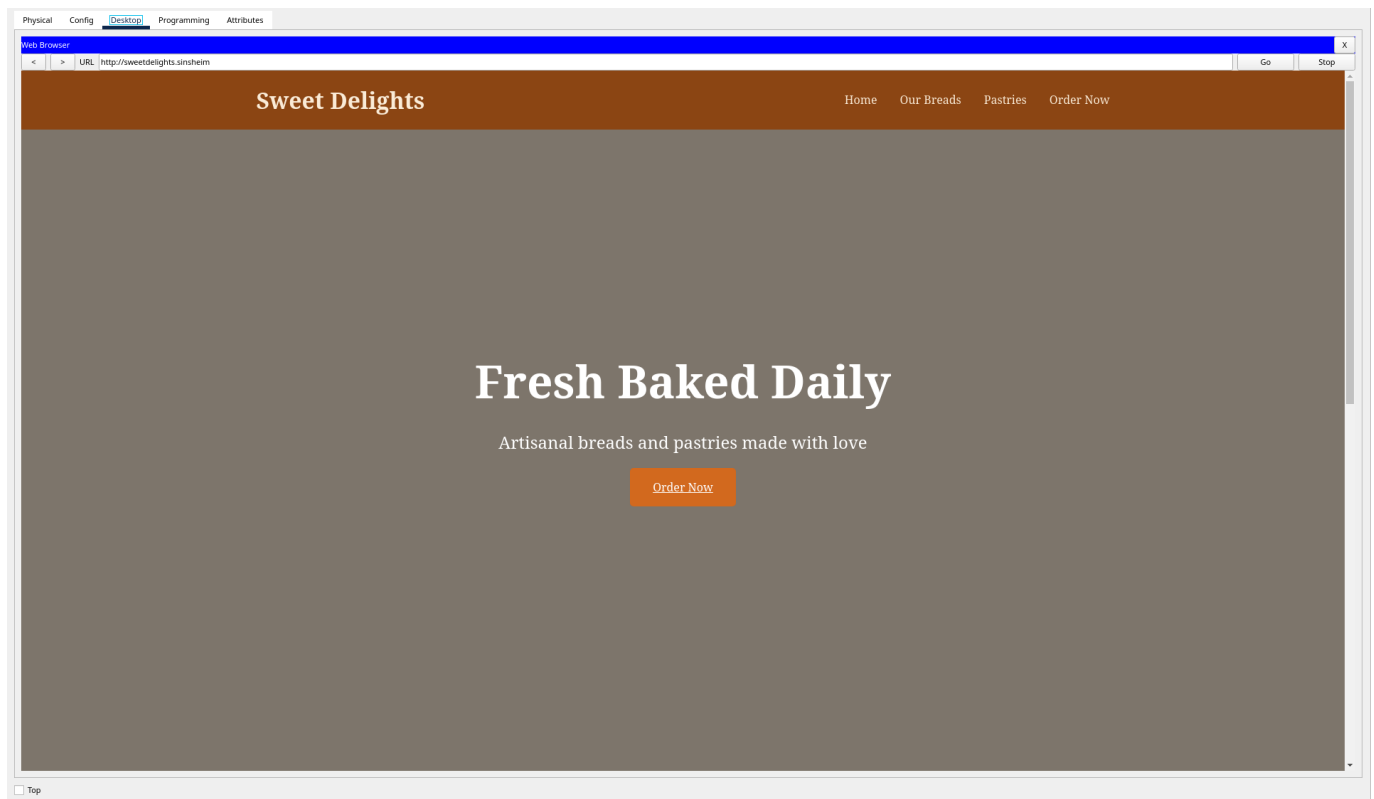 Physical Config Desktop Programming Attributes
Web Browser X
< > URL http://sweetdelights.sinsheim Go Stop
Sweet Delights Home Our Breads Pastries Order Now
Fresh Baked Daily
Artisanal breads and pastries made with love
Order Now
Top